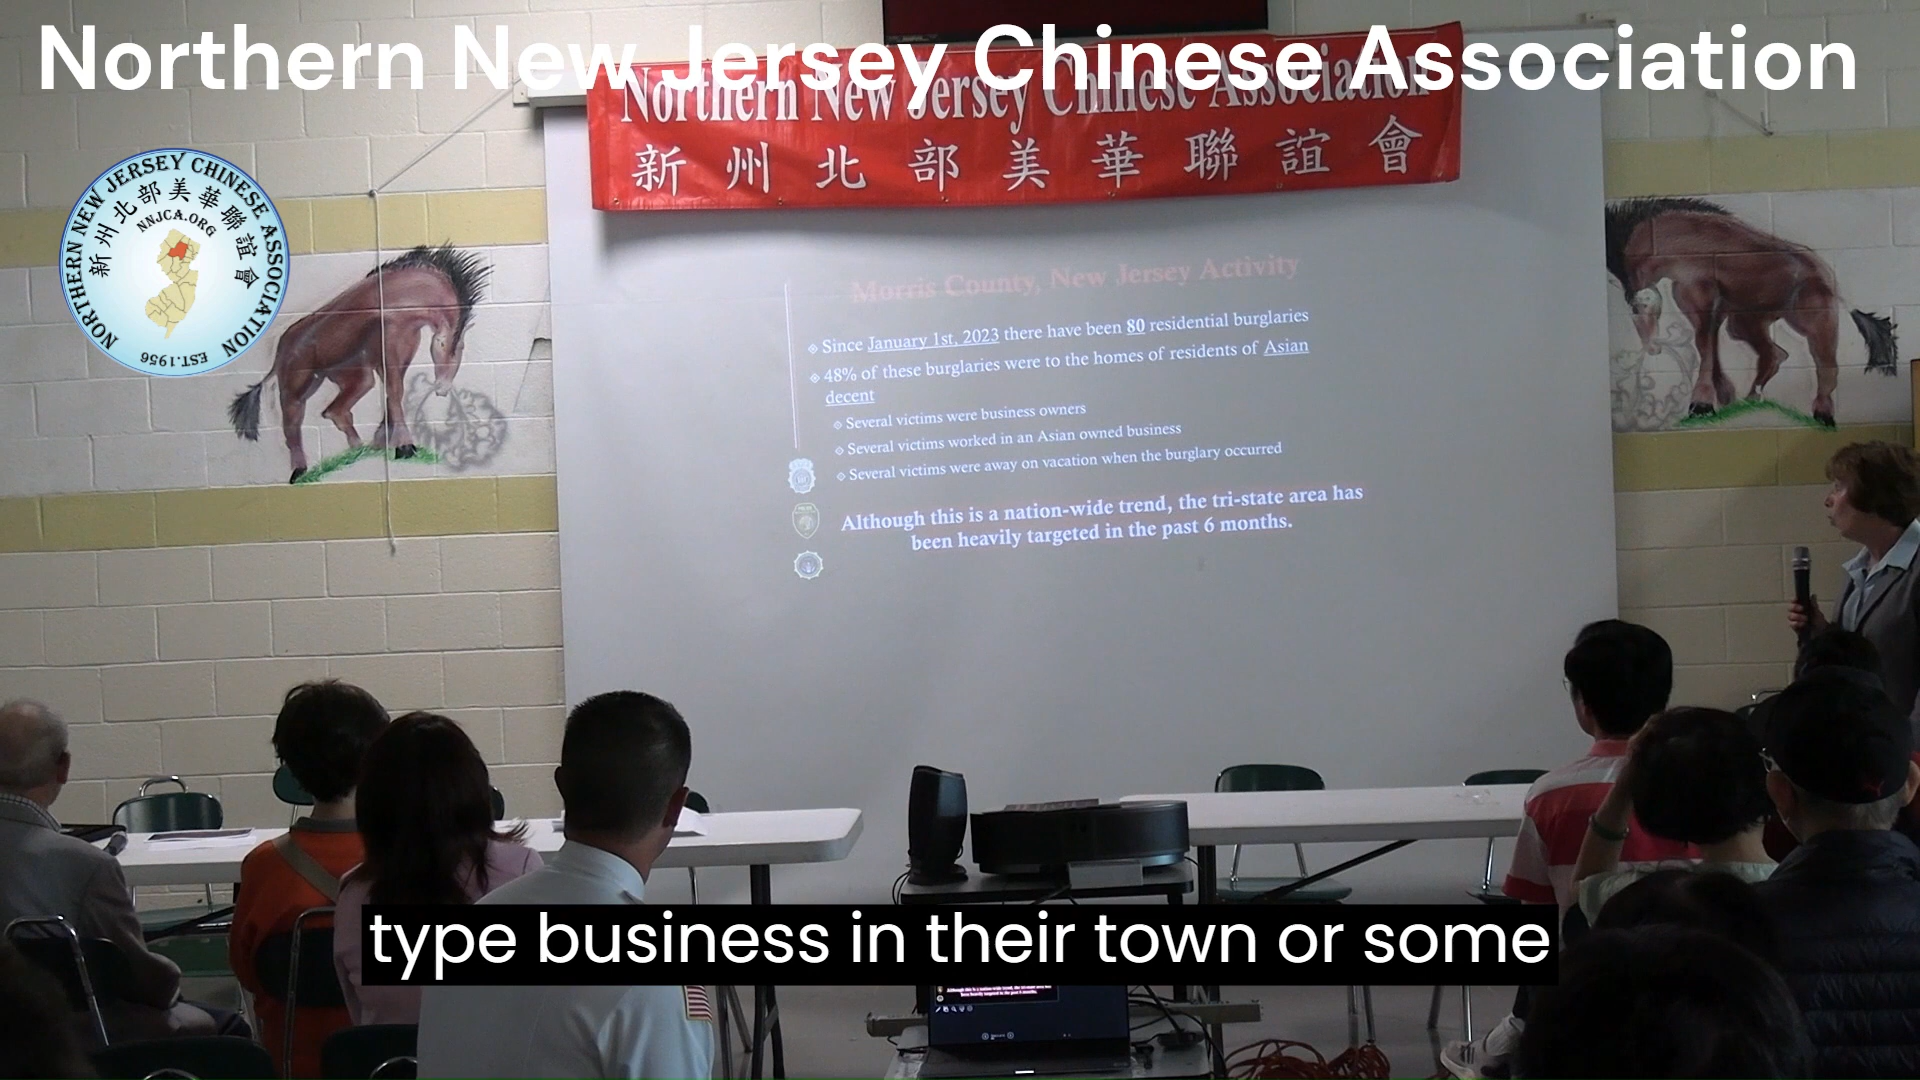 Northern New Jersey Chinese Association
Northern New Jersey Chinese Association
新州北部美華聯誼會
NORTHERN NEW JERSEY CHINESE ASSOCIATION
新州北部美華聯誼會
NNJCA.ORG
EST.1956
Morris County, New Jersey Activity
Since January 1st, 2023 there have been 80 residential burglaries
48% of these burglaries were to the homes of residents of Asian
decent
Several victims were business owners
Several victims worked in an Asian owned business
Several victims were away on vacation when the burglary occurred
Although this is a nation-wide trend, the tri-state area has
been heavily targeted in the past 6 months.
type business in their town or some